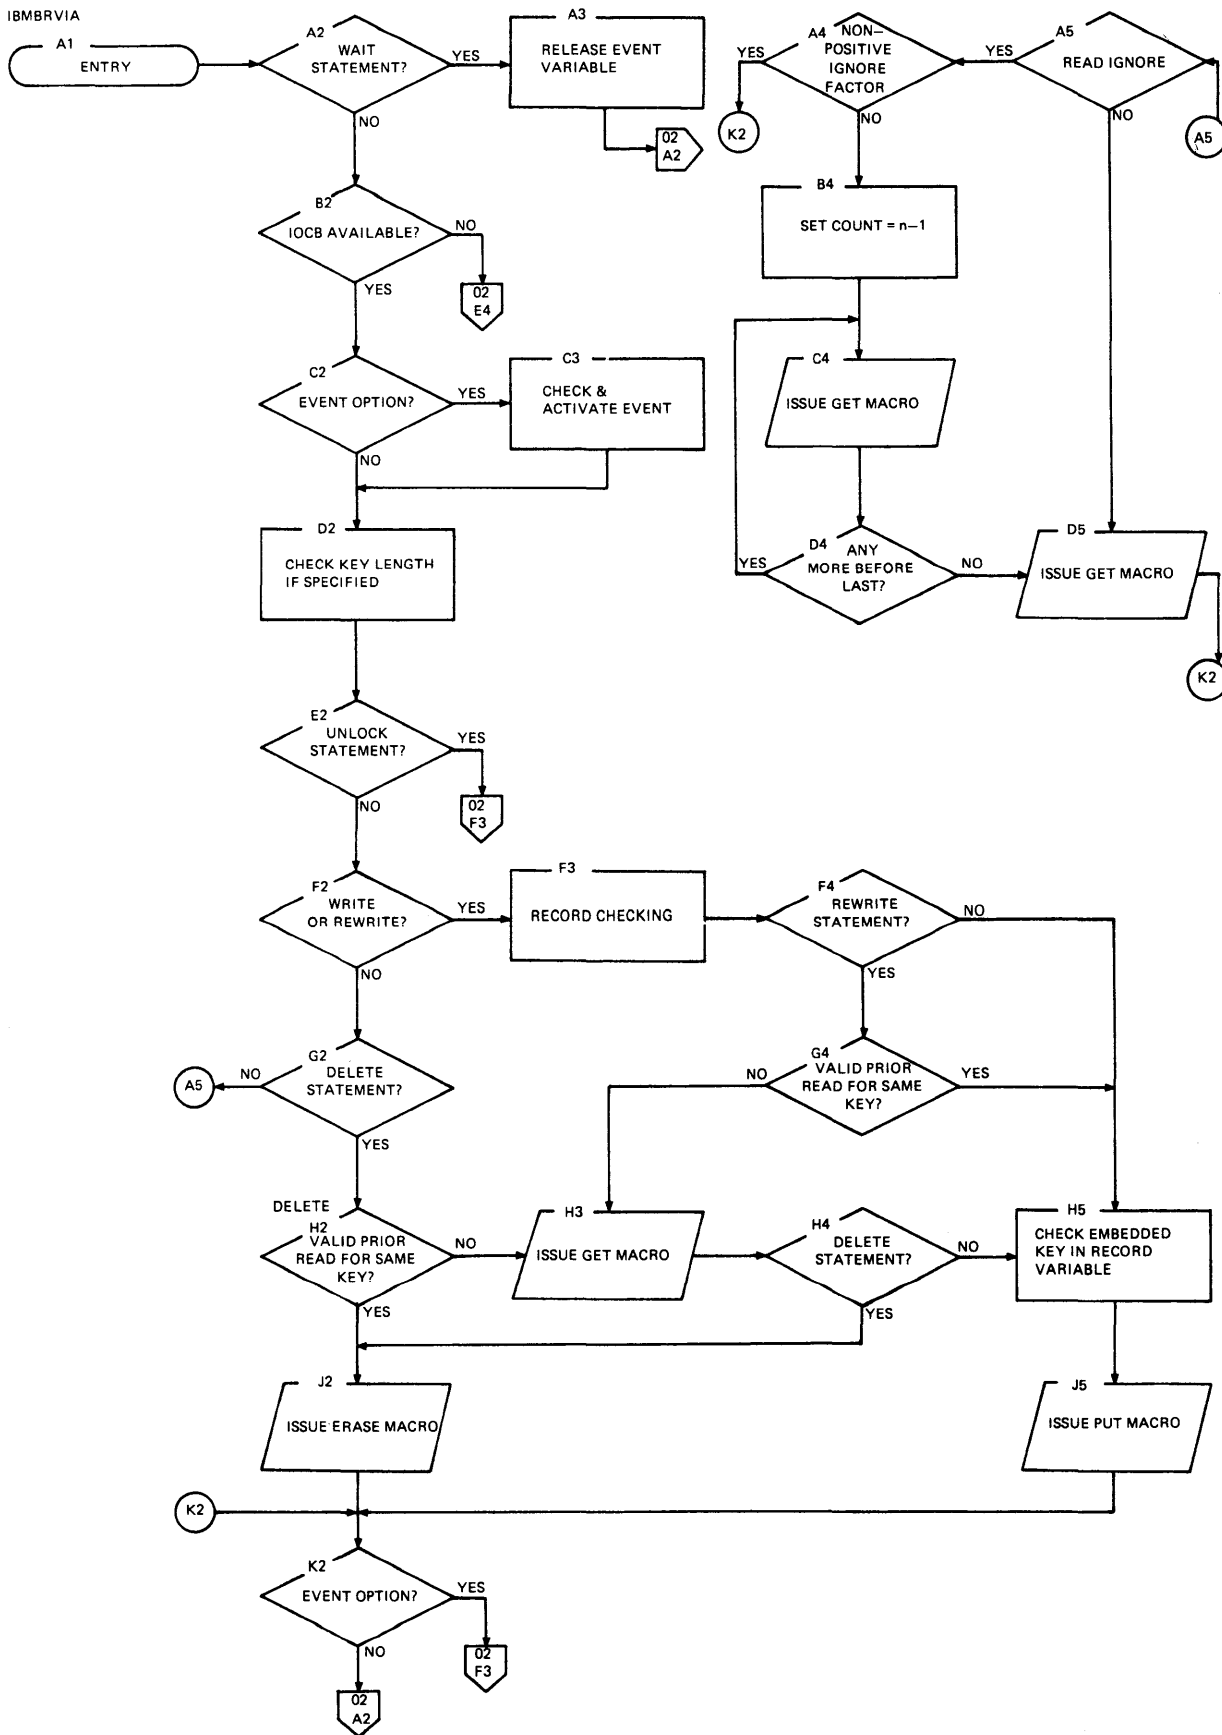 IBMBRVIA
A1
ENTRY
A2
WAIT
STATEMENT?
YES
NO
A3
RELEASE EVENT
VARIABLE
02
A2
A4
NON-
POSITIVE
IGNORE
FACTOR
YES
NO
K2
A5
READ IGNORE
YES
NO
A5
B2
IOCB AVAILABLE?
NO
YES
02
E4
B4
SET COUNT = n-1
C2
EVENT OPTION?
YES
NO
C3
CHECK &
ACTIVATE EVENT
C4
ISSUE GET MACRO
D2
CHECK KEY LENGTH
IF SPECIFIED
D4
ANY
MORE BEFORE
LAST?
YES
NO
D5
ISSUE GET MACRO
K2
E2
UNLOCK
STATEMENT?
YES
NO
02
F3
F2
WRITE
OR REWRITE?
YES
NO
F3
RECORD CHECKING
F4
REWRITE
STATEMENT?
NO
YES
G2
DELETE
STATEMENT?
NO
YES
A5
G4
VALID PRIOR
READ FOR SAME
KEY?
NO
YES
DELETE
H2
VALID PRIOR
READ FOR SAME
KEY?
NO
YES
H3
ISSUE GET MACRO
H4
DELETE
STATEMENT?
NO
YES
H5
CHECK EMBEDDED
KEY IN RECORD
VARIABLE
J2
ISSUE ERASE MACRO
J5
ISSUE PUT MACRO
K2
K2
EVENT OPTION?
YES
NO
02
F3
02
A2